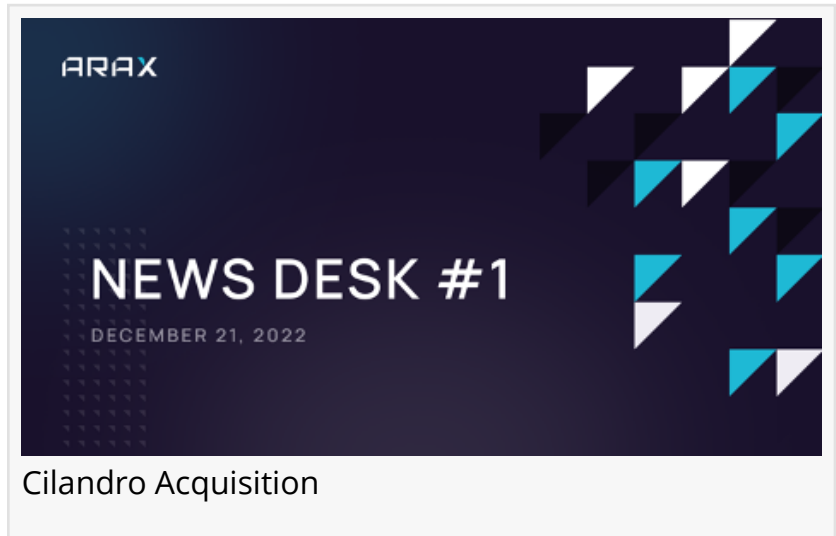 ARAX
NEWS DESK #1
DECEMBER 21, 2022
Cilandro Acquisition